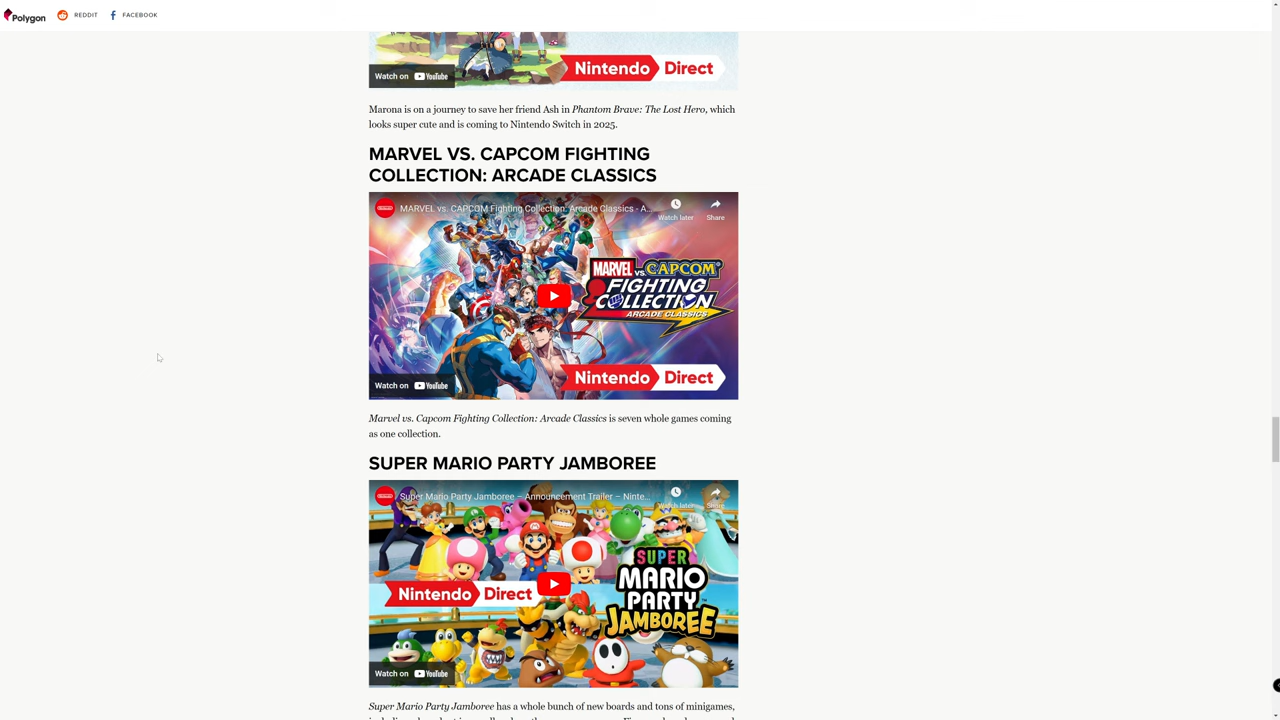 Polygon
REDDIT
FACEBOOK
Nintendo Direct
Watch on YouTube
Marona is on a journey to save her friend Ash in Phantom Brave: The Lost Hero, which
looks super cute and is coming to Nintendo Switch in 2025.
MARVEL VS. CAPCOM FIGHTING
COLLECTION: ARCADE CLASSICS
MARVEL vs. CAPCOM Fighting Collection: Arcade Classics - A...
Watch later
Share
MARVEL VS. CAPCOM
FIGHTING
COLLECTION
ARCADE CLASSICS
Nintendo Direct
Watch on YouTube
Marvel vs. Capcom Fighting Collection: Arcade Classics is seven whole games coming
as one collection.
SUPER MARIO PARTY JAMBOREE
Nintendo
Super Mario Party Jamboree – Announcement Trailer – Ninte...
Watch later
Share
SUPER
MARIO
PARTY
JAMBOREE
Nintendo Direct
Watch on YouTube
Super Mario Party Jamboree has a whole bunch of new boards and tons of minigames,